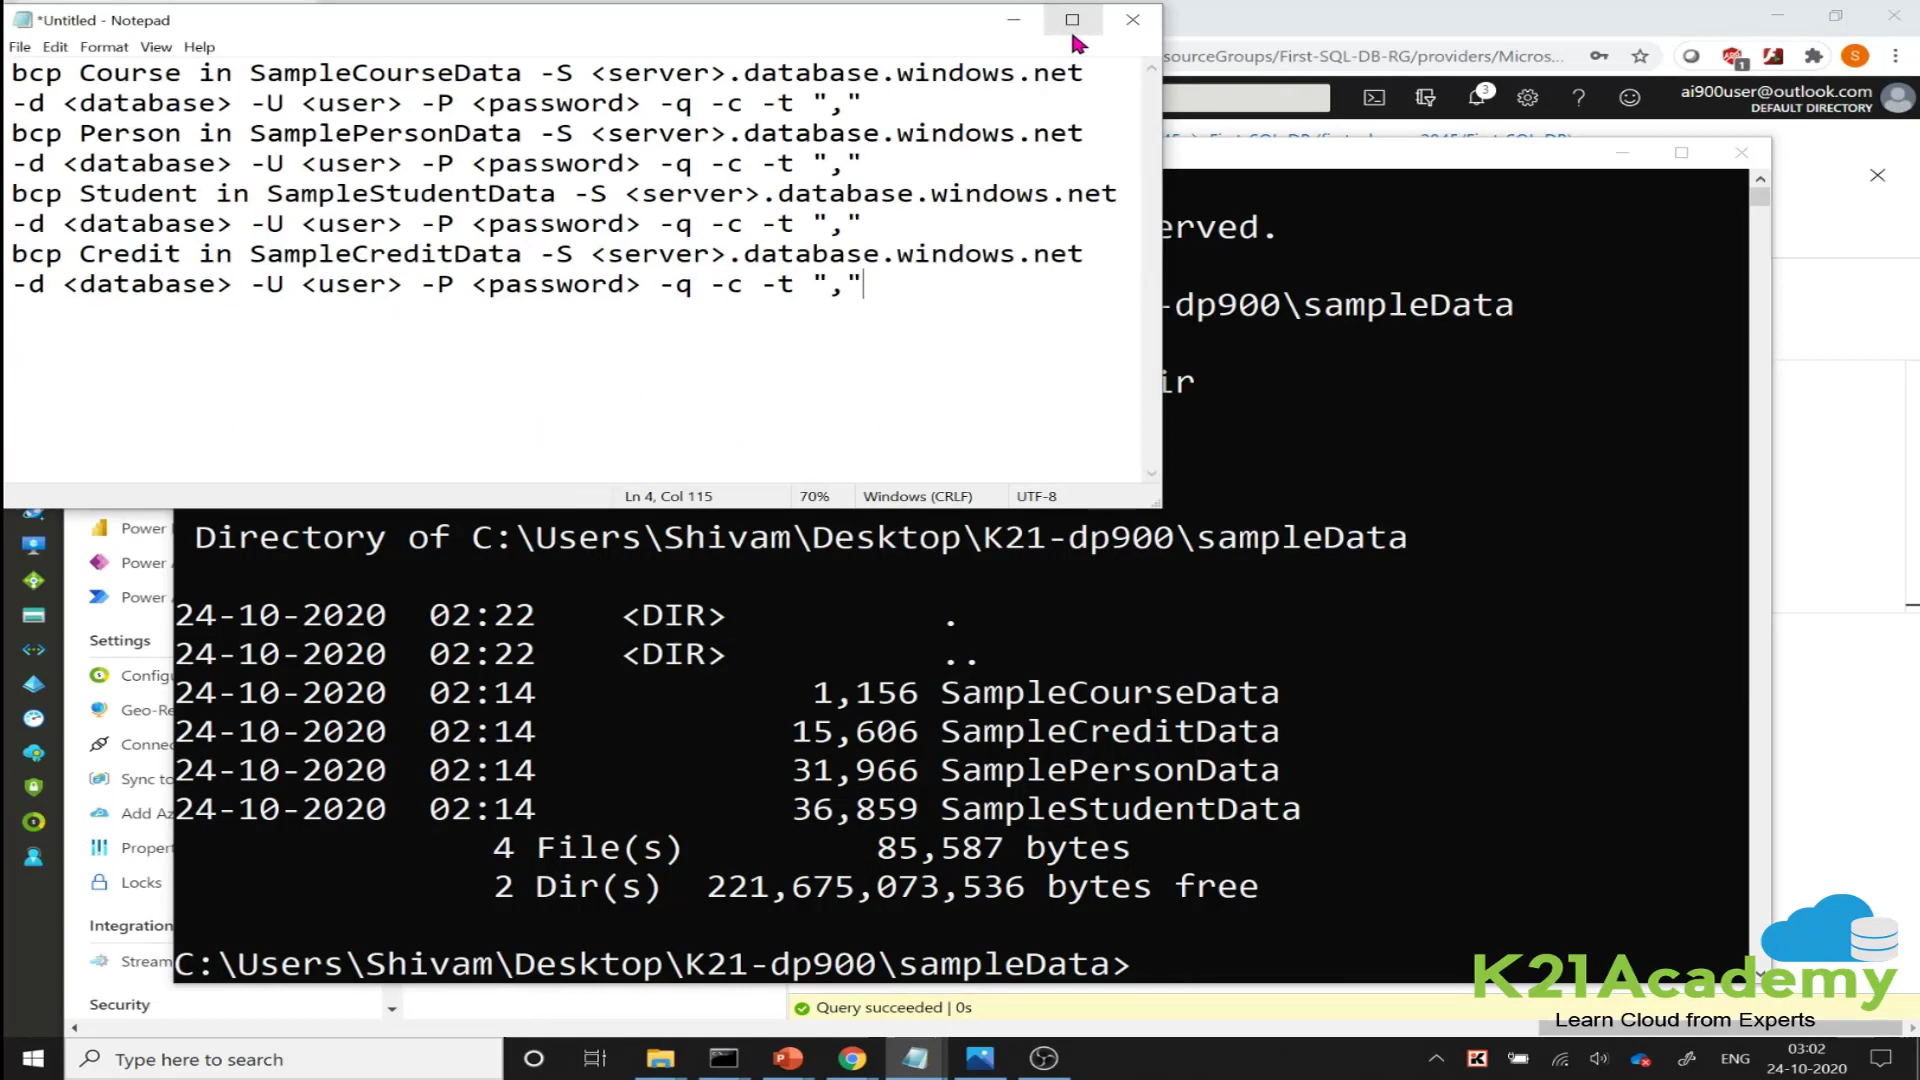 *Untitled - Notepad
File Edit Format View Help
bcp Course in SampleCourseData -S <server>.database.windows.net
-d <database> -U <user> -P <password> -q -c -t ","
bcp Person in SamplePersonData -S <server>.database.windows.net
-d <database> -U <user> -P <password> -q -c -t ","
bcp Student in SampleStudentData -S <server>.database.windows.net
-d <database> -U <user> -P <password> -q -c -t ","
bcp Credit in SampleCreditData -S <server>.database.windows.net
-d <database> -U <user> -P <password> -q -c -t ","
Ln 4, Col 115 70% Windows (CRLF) UTF-8
sourceGroups/First-SQL-DB-RG/providers/Micros...
1
S
3
ai900user@outlook.com
DEFAULT DIRECTORY
erved.
-dp900\sampleData
ir
Directory of C:\Users\Shivam\Desktop\K21-dp900\sampleData
24-10-2020 02:22 <DIR> .
24-10-2020 02:22 <DIR> ..
24-10-2020 02:14 1,156 SampleCourseData
24-10-2020 02:14 15,606 SampleCreditData
24-10-2020 02:14 31,966 SamplePersonData
24-10-2020 02:14 36,859 SampleStudentData
4 File(s) 85,587 bytes
2 Dir(s) 221,675,073,536 bytes free
C:\Users\Shivam\Desktop\K21-dp900\sampleData>
Power
Power
Power
Settings
Config
Geo-Re
Connec
Sync to
Add Az
Propert
Locks
Integration
Stream
Security
Query succeeded | 0s
K21Academy
Learn Cloud from Experts
Type here to search
ENG
03:02
24-10-2020